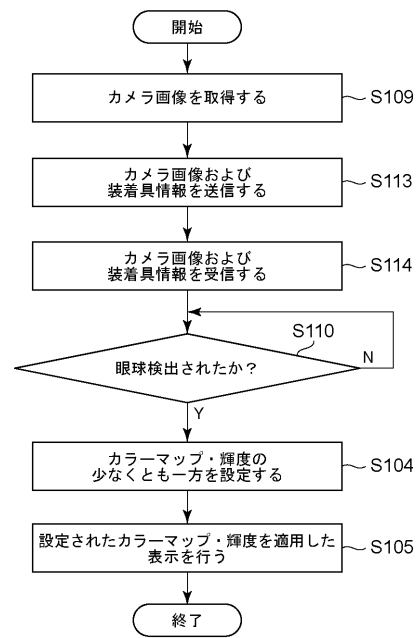 開始
カメラ画像を取得する
S109
カメラ画像および
装着具情報を送信する
S113
カメラ画像および
装着具情報を受信する
S114
S110
眼球検出されたか？
N
Y
カラーマップ・輝度の
少なくとも一方を設定する
S104
設定されたカラーマップ・輝度を適用した
表示を行う
S105
終了